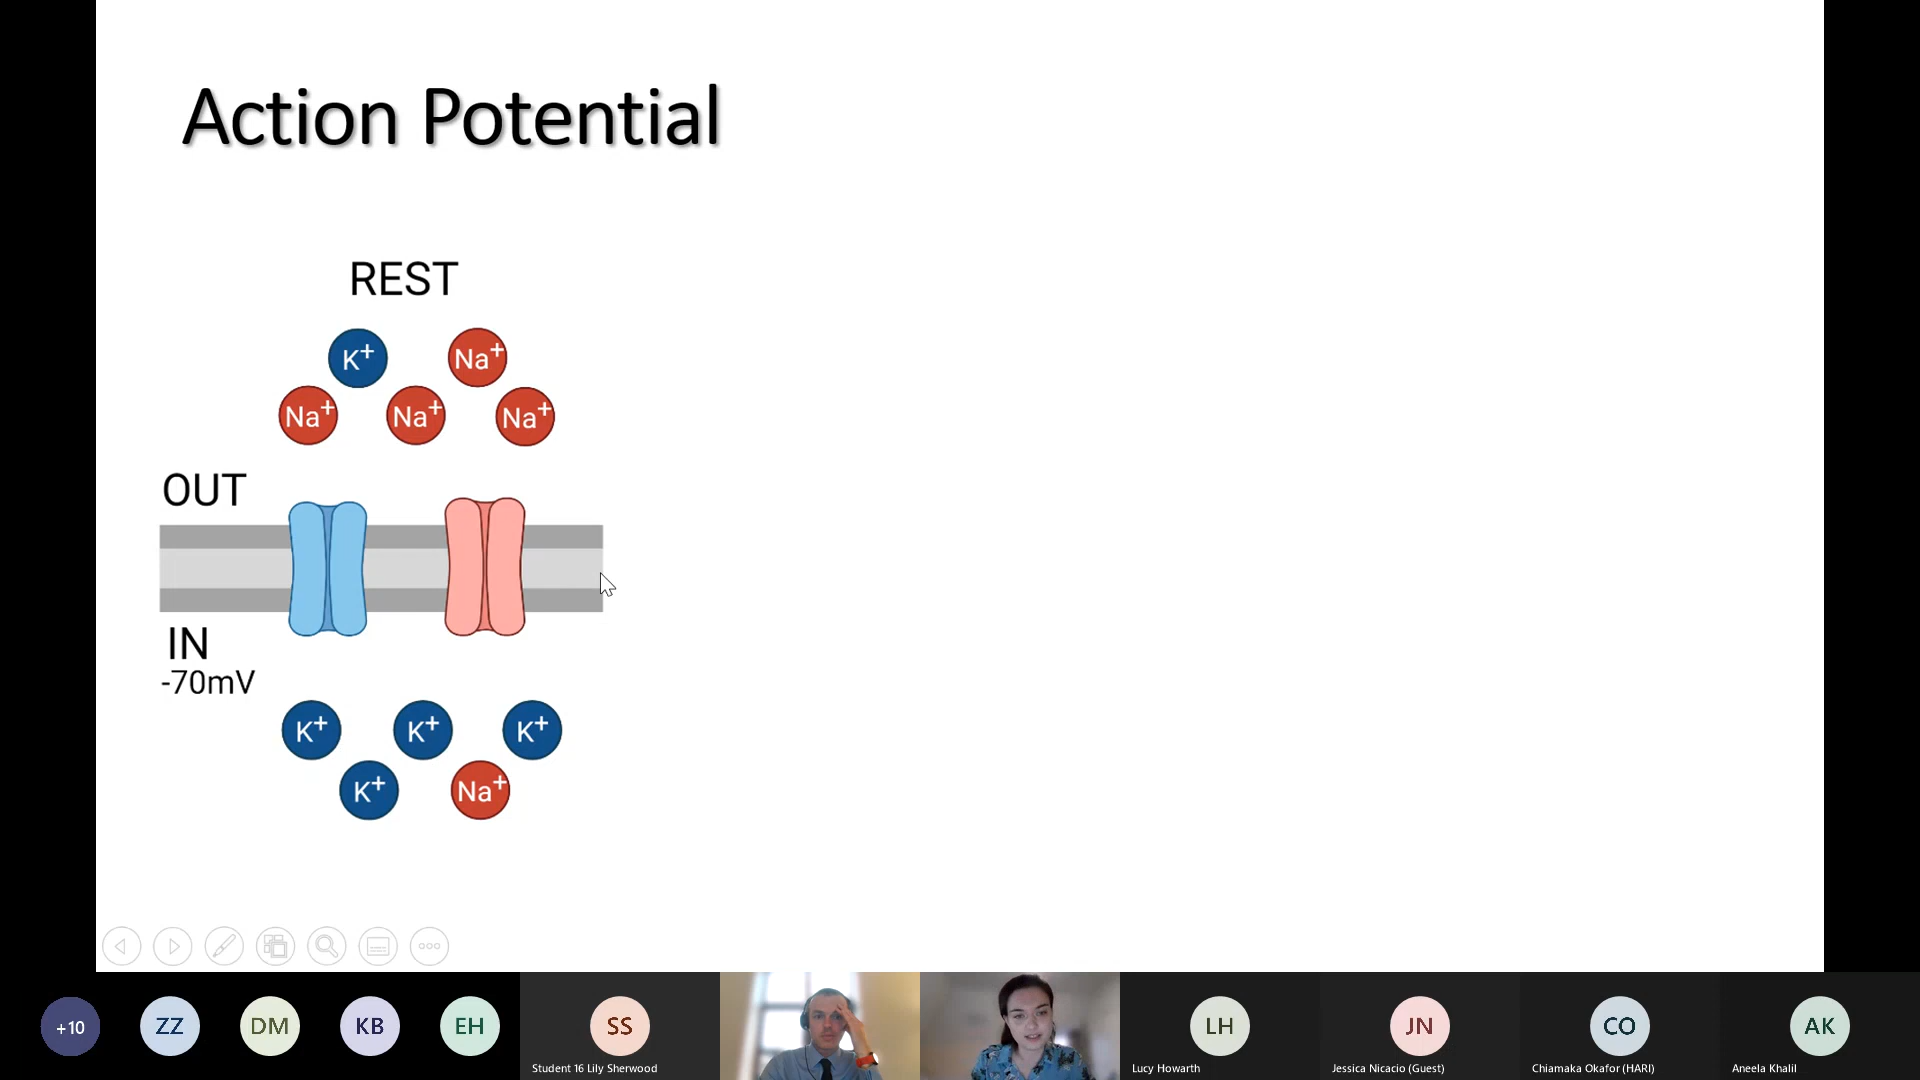 Action Potential
REST
K+ Na+
Na+ Na+ Na+
OUT
IN
-70mV
K+ K+ K+
K+ Na+
+10 ZZ DM KB EH SS LH JN CO AK
Student 16 Lily Sherwood Lucy Howarth Jessica Nicacio (Guest) Chiamaka Okafor (HARI) Aneela Khalil